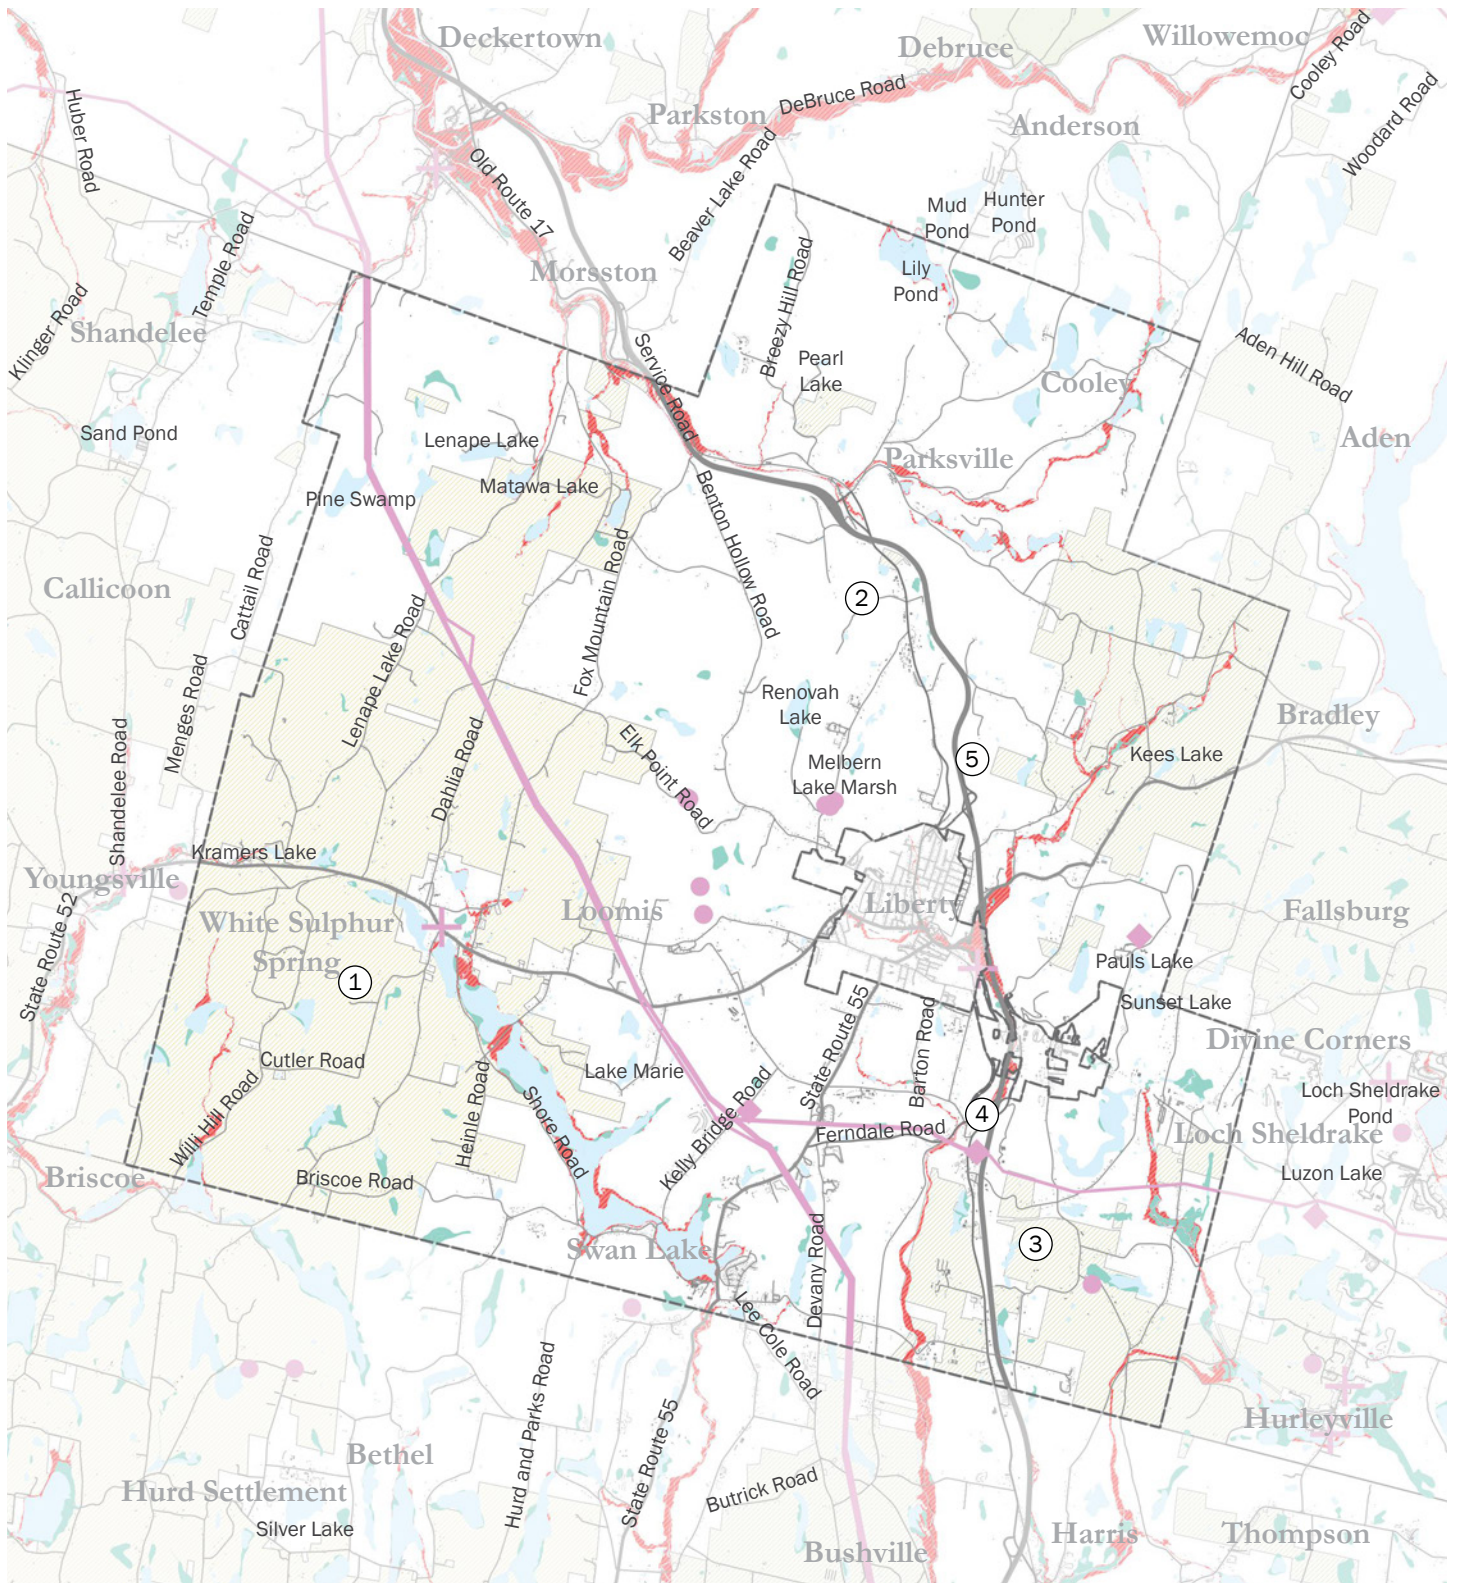 Deckertown
Debruce
Willowemoc
Cooley Road
Huber Road
Parkston
DeBruce Road
Anderson
Woodard Road
Old Route 17
Beaver Lake Road
Mud
Pond
Hunter
Pond
Temple Road
Morsston
Breezy Hill Road
Lily
Pond
Klinger Road
Shandelee
Service Road
Pearl
Lake
Cooley
Aden Hill Road
Sand Pond
Lenape Lake
Parksville
Aden
PIne Swamp
Matawa Lake
Benton Hollow Road
Callicoon
Cattail Road
Fox Mountain Road
2
Lenape Lake Road
Menges Road
Renovah
Lake
Bradley
Shandelee Road
Dahlia Road
Elk Point Road
5
Kees Lake
Melbern
Lake Marsh
Kramers Lake
Youngsville
State Route 52
White Sulphur
Spring
Loomis
Liberty
Fallsburg
1
Pauls Lake
State Route 55
Barton Road
Sunset Lake
Divine Corners
Cutler Road
Heinle Road
Shore Road
Lake Marie
Kelly Bridge Road
Loch Sheldrake
Pond
Willi Hill Road
4
Ferndale Road
Loch Sheldrake
Luzon Lake
Briscoe
Briscoe Road
Swan Lake
Devany Road
3
Lee Cole Road
Hurd and Parks Road
State Route 55
Hurleyville
Bethel
Hurd Settlement
Silver Lake
Butrick Road
Bushville
Harris
Thompson